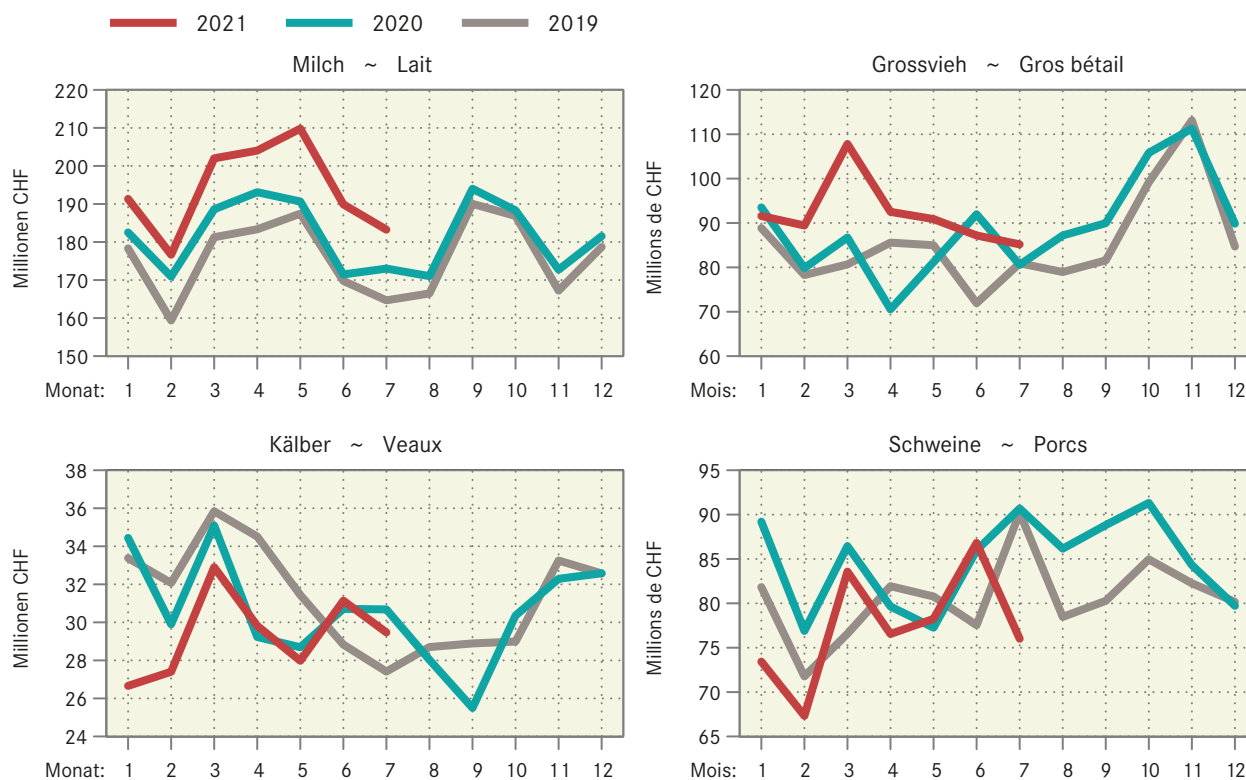 2021 2020 2019
Milch ~ Lait
Millionen CHF
220
210
200
190
180
170
160
150
Monat: 1 2 3 4 5 6 7 8 9 10 11 12
Grossvieh ~ Gros bétail
Millions de CHF
120
110
100
90
80
70
60
Mois: 1 2 3 4 5 6 7 8 9 10 11 12
Kälber ~ Veaux
Millionen CHF
38
36
34
32
30
28
26
24
Monat: 1 2 3 4 5 6 7 8 9 10 11 12
Schweine ~ Porcs
Millions de CHF
95
90
85
80
75
70
65
Mois: 1 2 3 4 5 6 7 8 9 10 11 12